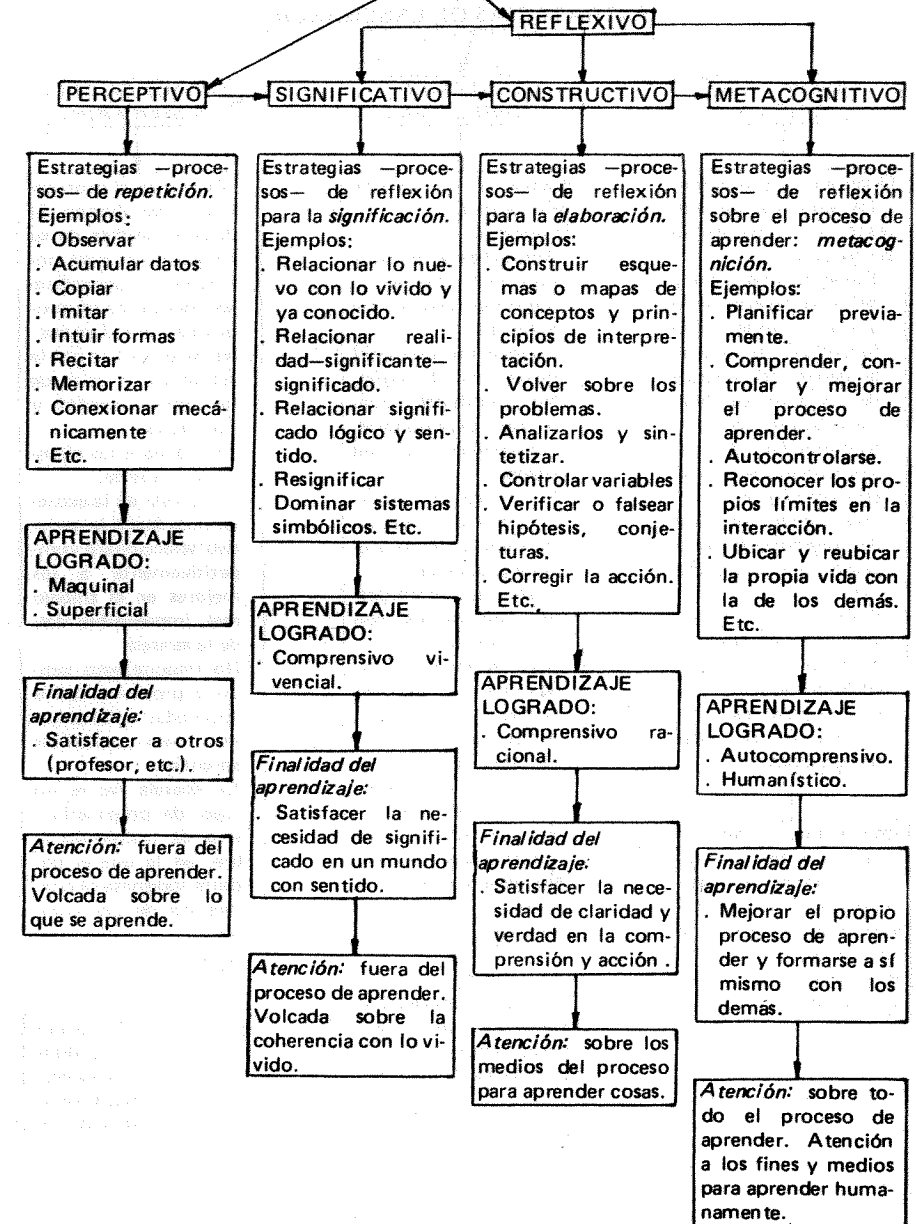 REFLEXIVO
PERCEPTIVO
SIGNIFICATIVO
CONSTRUCTIVO
METACOGNITIVO
Estrategias —proce-
sos— de repetición.
Ejemplos:
. Observar
. Acumular datos
. Copiar
. Imitar
. Intuir formas
. Recitar
. Memorizar
. Conexionar mecá-
nicamente
. Etc.
APRENDIZAJE
LOGRADO:
. Maquinal
. Superficial
Finalidad del
aprendizaje:
. Satisfacer a otros
(profesor, etc.).
Atención: fuera del
proceso de aprender.
Volcada sobre lo
que se aprende.
Estrategias —proce-
sos— de reflexión
para la significación.
Ejemplos:
. Relacionar lo nue-
vo con lo vivido y
ya conocido.
. Relacionar reali-
dad—significante—
significado.
. Relacionar signifi-
cado lógico y sen-
tido.
. Resignificar
. Dominar sistemas
simbólicos. Etc.
APRENDIZAJE
LOGRADO:
. Comprensivo vi-
vencial.
Finalidad del
aprendizaje:
. Satisfacer la ne-
cesidad de signifi-
cado en un mundo
con sentido.
Atención: fuera del
proceso de aprender.
Volcada sobre la
coherencia con lo vi-
vido.
Estrategias —proce-
sos— de reflexión
para la elaboración.
Ejemplos:
. Construir esque-
mas o mapas de
conceptos y prin-
cipios de interpre-
tación.
. Volver sobre los
problemas.
. Analizarlos y sin-
tetizar.
. Controlar variables
. Verificar o falsear
hipótesis, conje-
turas.
. Corregir la acción.
Etc.
APRENDIZAJE
LOGRADO:
. Comprensivo ra-
cional.
Finalidad del
aprendizaje:
. Satisfacer la nece-
sidad de claridad y
verdad en la com-
prensión y acción .
Atención: sobre los
medios del proceso
para aprender cosas.
Estrategias —proce-
sos— de reflexión
sobre el proceso de
aprender: metacog-
nición.
Ejemplos:
. Planificar previa-
mente.
. Comprender, con-
trolar y mejorar
el proceso de
aprender.
. Autocontrolarse.
. Reconocer los pro-
pios límites en la
interacción.
. Ubicar y reubicar
la propia vida con
la de los demás.
Etc.
APRENDIZAJE
LOGRADO:
. Autocomprensivo.
. Humanístico.
Finalidad del
aprendizaje:
. Mejorar el propio
proceso de apren-
der y formarse a sí
mismo con los
demás.
Atención: sobre to-
do el proceso de
aprender. Atención
a los fines y medios
para aprender huma-
namente.